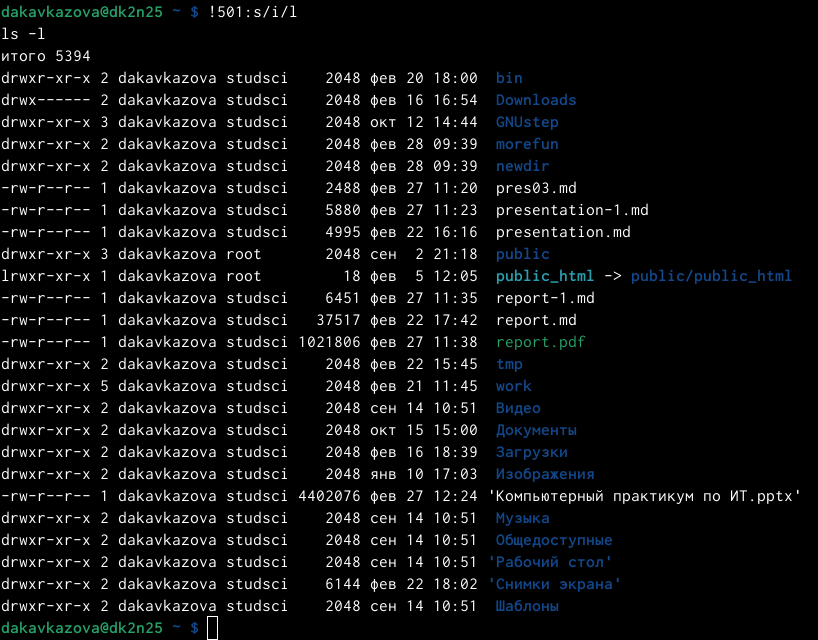 dakavkazova@dk2n25 ~ $ !501:s/i/l
ls -l
итого 5394
drwxr-xr-x 2 dakavkazova studsci    2048 фев 20 18:00  bin
drwx------ 2 dakavkazova studsci    2048 фев 16 16:54  Downloads
drwxr-xr-x 3 dakavkazova studsci    2048 окт 12 14:44  GNUstep
drwxr-xr-x 2 dakavkazova studsci    2048 фев 28 09:39  morefun
drwxr-xr-x 2 dakavkazova studsci    2048 фев 28 09:39  newdir
-rw-r--r-- 1 dakavkazova studsci    2488 фев 27 11:20  pres03.md
-rw-r--r-- 1 dakavkazova studsci    5880 фев 27 11:23  presentation-1.md
-rw-r--r-- 1 dakavkazova studsci    4995 фев 22 16:16  presentation.md
drwxr-xr-x 3 dakavkazova root       2048 сен  2 21:18  public
lrwxr-xr-x 1 dakavkazova root         18 фев  5 12:05  public_html -> public/public_html
-rw-r--r-- 1 dakavkazova studsci    6451 фев 27 11:35  report-1.md
-rw-r--r-- 1 dakavkazova studsci   37517 фев 22 17:42  report.md
-rw-r--r-- 1 dakavkazova studsci 1021806 фев 27 11:38  report.pdf
drwxr-xr-x 2 dakavkazova studsci    2048 фев 22 15:45  tmp
drwxr-xr-x 5 dakavkazova studsci    2048 фев 21 11:45  work
drwxr-xr-x 2 dakavkazova studsci    2048 сен 14 10:51  Видео
drwxr-xr-x 2 dakavkazova studsci    2048 окт 15 15:00  Документы
drwxr-xr-x 2 dakavkazova studsci    2048 фев 16 18:39  Загрузки
drwxr-xr-x 2 dakavkazova studsci    2048 янв 10 17:03  Изображения
-rw-r--r-- 1 dakavkazova studsci 4402076 фев 27 12:24 'Компьютерный практикум по ИТ.pptx'
drwxr-xr-x 2 dakavkazova studsci    2048 сен 14 10:51  Музыка
drwxr-xr-x 2 dakavkazova studsci    2048 сен 14 10:51  Общедоступные
drwxr-xr-x 2 dakavkazova studsci    2048 сен 14 10:51 'Рабочий стол'
drwxr-xr-x 2 dakavkazova studsci    6144 фев 22 18:02 'Снимки экрана'
drwxr-xr-x 2 dakavkazova studsci    2048 сен 14 10:51  Шаблоны
dakavkazova@dk2n25 ~ $